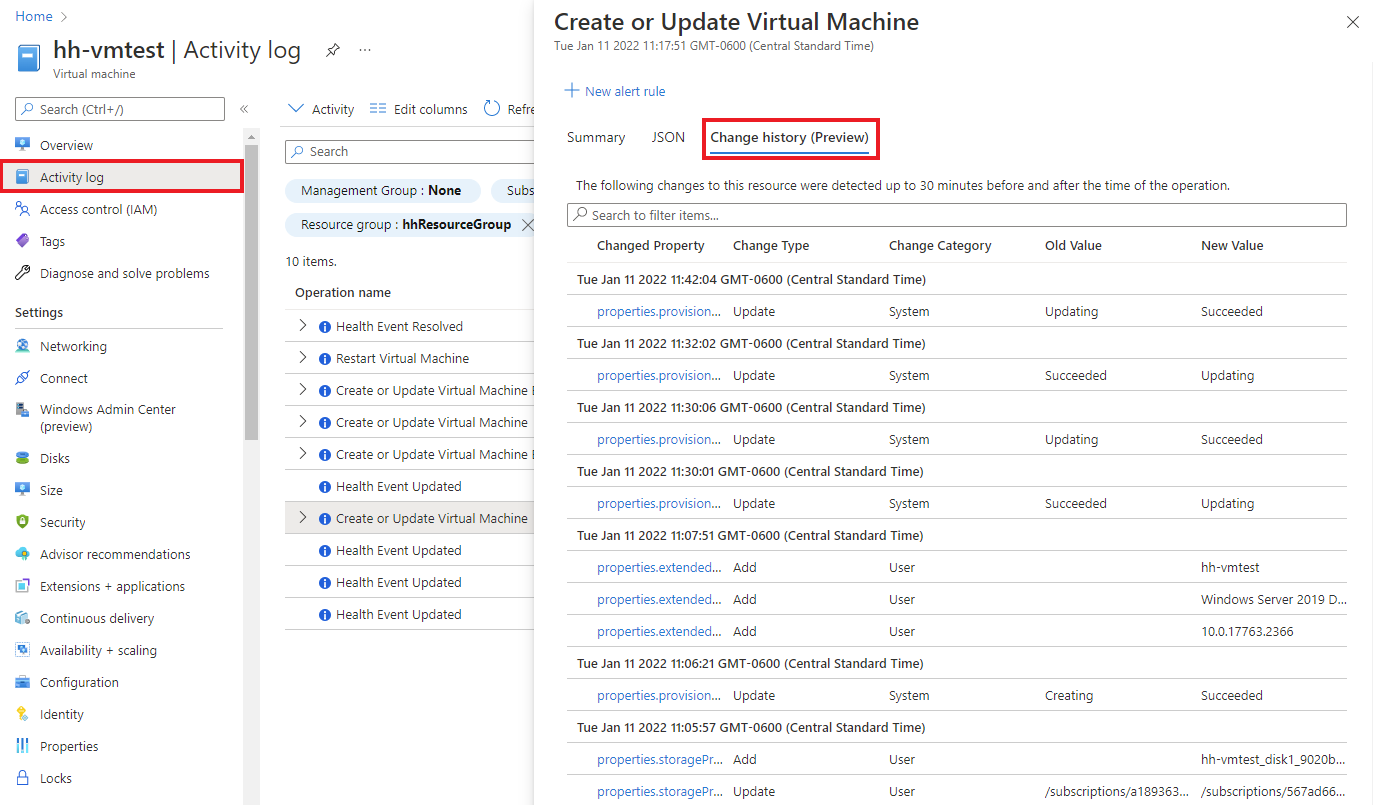 Home
hh-vmtest | Activity log
Virtual machine
Search (Ctrl+/)
Overview
Activity log
Access control (IAM)
Tags
Diagnose and solve problems
Settings
Networking
Connect
Windows Admin Center
(preview)
Disks
Size
Security
Advisor recommendations
Extensions + applications
Continuous delivery
Availability + scaling
Configuration
Identity
Properties
Locks
Activity Edit columns Refre
Search
Management Group : None Subs
Resource group : hhResourceGroup
10 items.
Operation name
Health Event Resolved
Restart Virtual Machine
Create or Update Virtual Machine E
Create or Update Virtual Machine
Create or Update Virtual Machine E
Health Event Updated
Create or Update Virtual Machine
Health Event Updated
Health Event Updated
Health Event Updated
Create or Update Virtual Machine
Tue Jan 11 2022 11:17:51 GMT-0600 (Central Standard Time)
New alert rule
Summary JSON Change history (Preview)
The following changes to this resource were detected up to 30 minutes before and after the time of the operation.
Search to filter items...
Changed Property Change Type Change Category Old Value New Value
Tue Jan 11 2022 11:42:04 GMT-0600 (Central Standard Time)
properties.provision... Update System Updating Succeeded
Tue Jan 11 2022 11:32:02 GMT-0600 (Central Standard Time)
properties.provision... Update System Succeeded Updating
Tue Jan 11 2022 11:30:06 GMT-0600 (Central Standard Time)
properties.provision... Update System Updating Succeeded
Tue Jan 11 2022 11:30:01 GMT-0600 (Central Standard Time)
properties.provision... Update System Succeeded Updating
Tue Jan 11 2022 11:07:51 GMT-0600 (Central Standard Time)
properties.extended... Add User hh-vmtest
properties.extended... Add User Windows Server 2019 D...
properties.extended... Add User 10.0.17763.2366
Tue Jan 11 2022 11:06:21 GMT-0600 (Central Standard Time)
properties.provision... Update System Creating Succeeded
Tue Jan 11 2022 11:05:57 GMT-0600 (Central Standard Time)
properties.storagePr... Add User hh-vmtest_disk1_9020b...
properties.storagePr... Update User /subscriptions/a189363... /subscriptions/567ad66...